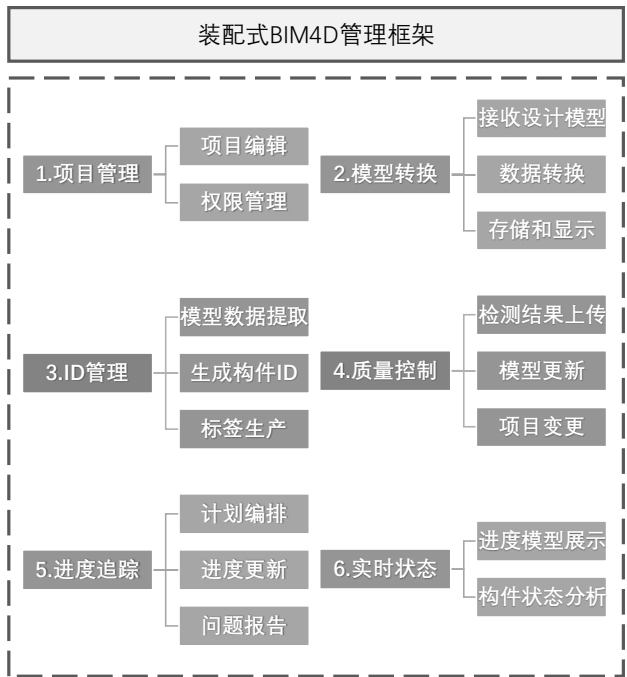 装配式BIM4D管理框架
1.项目管理
项目编辑
权限管理
2.模型转换
接收设计模型
数据转换
存储和显示
3.ID管理
模型数据提取
生成构件ID
标签生产
4.质量控制
检测结果上传
模型更新
项目变更
5.进度追踪
计划编排
进度更新
问题报告
6.实时状态
进度模型展示
构件状态分析